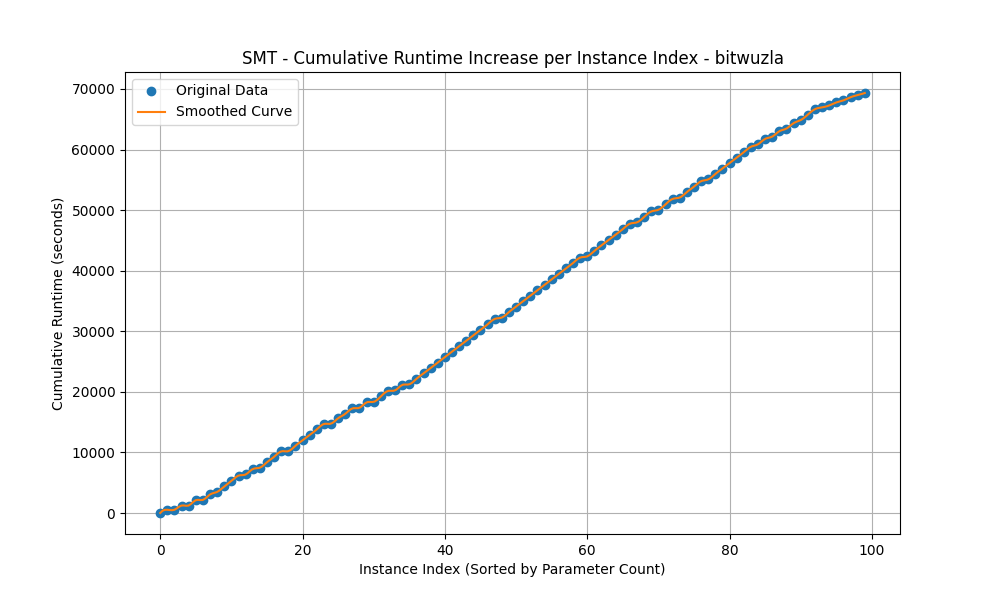 SMT - Cumulative Runtime Increase per Instance Index - bitwuzla
Original Data
Smoothed Curve
Cumulative Runtime (seconds)
70000
60000
50000
40000
30000
20000
10000
0
0 20 40 60 80 100
Instance Index (Sorted by Parameter Count)